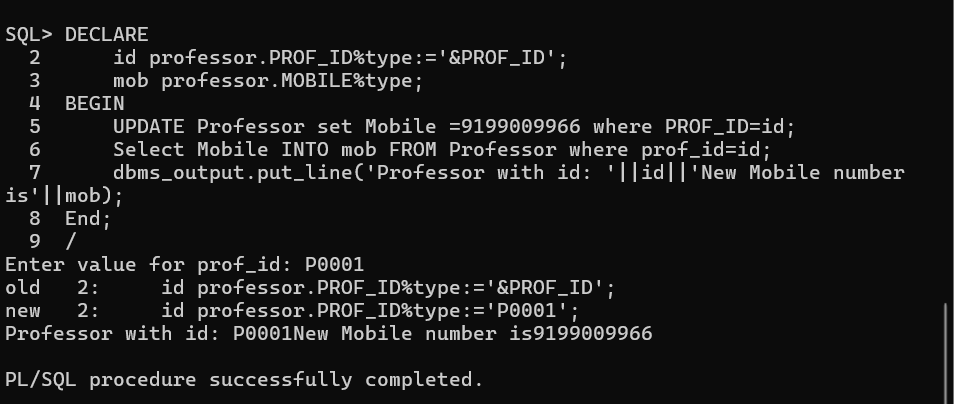 SQL> DECLARE
  2      id professor.PROF_ID%type:='&PROF_ID';
  3      mob professor.MOBILE%type;
  4  BEGIN
  5      UPDATE Professor set Mobile =9199009966 where PROF_ID=id;
  6      Select Mobile INTO mob FROM Professor where prof_id=id;
  7      dbms_output.put_line('Professor with id: '||id||'New Mobile number
is'||mob);
  8  End;
  9  /
Enter value for prof_id: P0001
old   2:     id professor.PROF_ID%type:='&PROF_ID';
new   2:     id professor.PROF_ID%type:='P0001';
Professor with id: P0001New Mobile number is9199009966

PL/SQL procedure successfully completed.